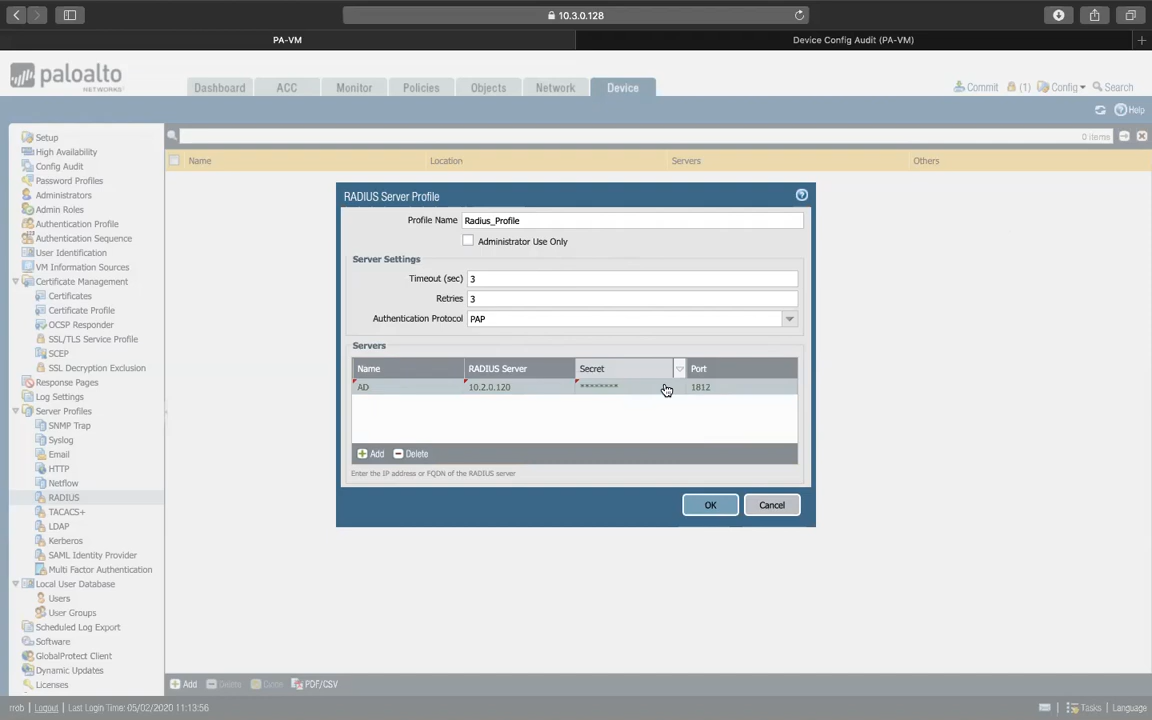 10.3.0.128
PA-VM
Device Config Audit (PA-VM)
paloalto
NETWORKS
Dashboard
ACC
Monitor
Policies
Objects
Network
Device
Commit
(1)
Config
Search
Help
Setup
High Availability
Config Audit
Password Profiles
Administrators
Admin Roles
Authentication Profile
Authentication Sequence
User Identification
VM Information Sources
Certificate Management
Certificates
Certificate Profile
OCSP Responder
SSL/TLS Service Profile
SCEP
SSL Decryption Exclusion
Response Pages
Log Settings
Server Profiles
SNMP Trap
Syslog
Email
HTTP
Netflow
RADIUS
TACACS+
LDAP
Kerberos
SAML Identity Provider
Multi Factor Authentication
Local User Database
Users
User Groups
Scheduled Log Export
Software
GlobalProtect Client
Dynamic Updates
Licenses
0 items
Name
Location
Servers
Others
RADIUS Server Profile
Profile Name Radius_Profile
Administrator Use Only
Server Settings
Timeout (sec) 3
Retries 3
Authentication Protocol PAP
Servers
Name RADIUS Server Secret Port
AD 10.2.0.120 ******** 1812
Add Delete
Enter the IP address or FQDN of the RADIUS server
OK
Cancel
Add Delete Clone PDF/CSV
rrob | Logout | Last Login Time: 05/02/2020 11:13:56
Tasks | Language